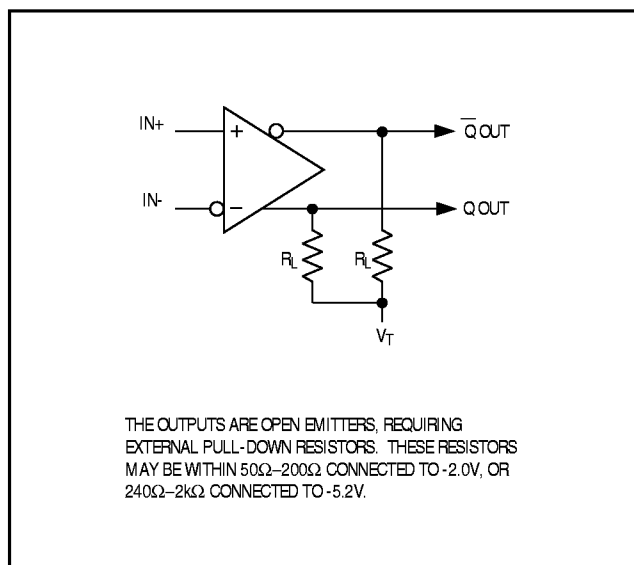 IN+
+
Q̅ OUT
IN-
−
Q OUT
RL
RL
VT
THE OUTPUTS ARE OPEN EMITTERS, REQUIRING
EXTERNAL PULL-DOWN RESISTORS. THESE RESISTORS
MAY BE WITHIN 50Ω–200Ω CONNECTED TO -2.0V, OR
240Ω–2kΩ CONNECTED TO -5.2V.